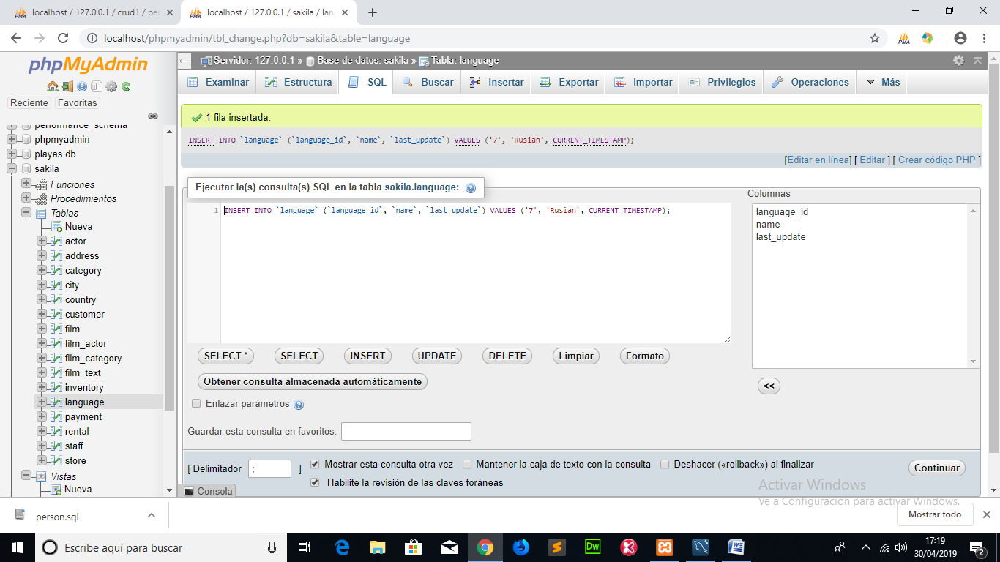 localhost / 127.0.0.1 / crud1 / per
localhost / 127.0.0.1 / sakila / lan
localhost/phpmyadmin/tbl_change.php?db=sakila&table=language
PMA
phpMyAdmin
Reciente Favoritas
performance_schema
phpmyadmin
playas.db
sakila
Funciones
Procedimientos
Tablas
Nueva
actor
address
category
city
country
customer
film
film_actor
film_category
film_text
inventory
language
payment
rental
staff
store
Vistas
Nueva
Servidor: 127.0.0.1 » Base de datos: sakila » Tabla: language
Examinar Estructura SQL Buscar Insertar Exportar Importar Privilegios Operaciones Más
1 fila insertada.
INSERT INTO `language` (`language_id`, `name`, `last_update`) VALUES ('7', 'Rusian', CURRENT_TIMESTAMP);
[Editar en línea] [ Editar ] [ Crear código PHP ]
Ejecutar la(s) consulta(s) SQL en la tabla sakila.language:
1 INSERT INTO `language` (`language_id`, `name`, `last_update`) VALUES ('7', 'Rusian', CURRENT_TIMESTAMP);
Columnas
language_id
name
last_update
SELECT * SELECT INSERT UPDATE DELETE Limpiar Formato
Obtener consulta almacenada automáticamente
<<
Enlazar parámetros
Guardar esta consulta en favoritos:
[ Delimitador ; ] Mostrar esta consulta otra vez Mantener la caja de texto con la consulta Deshacer («rollback») al finalizar
Habilite la revisión de las claves foráneas
Continuar
Consola
Activar Windows
Ve a Configuración para activar Windows.
person.sql
Mostrar todo
Escribe aquí para buscar
Dw
17:19
30/04/2019
2